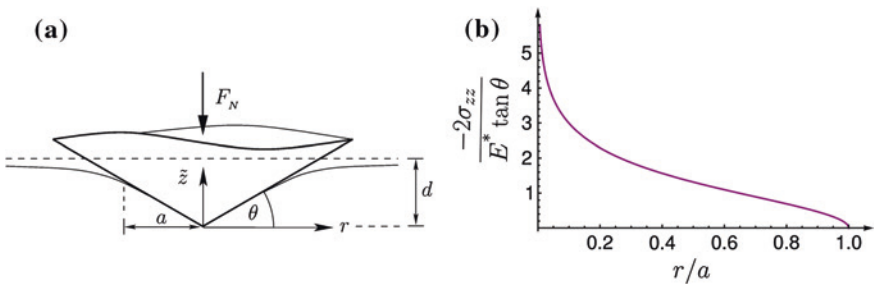 (a)
F_N
z̃
d
a
θ
r
(b)
-2σ_zz
E* tan θ
5
4
3
2
1
0.2 0.4 0.6 0.8 1.0
r/a